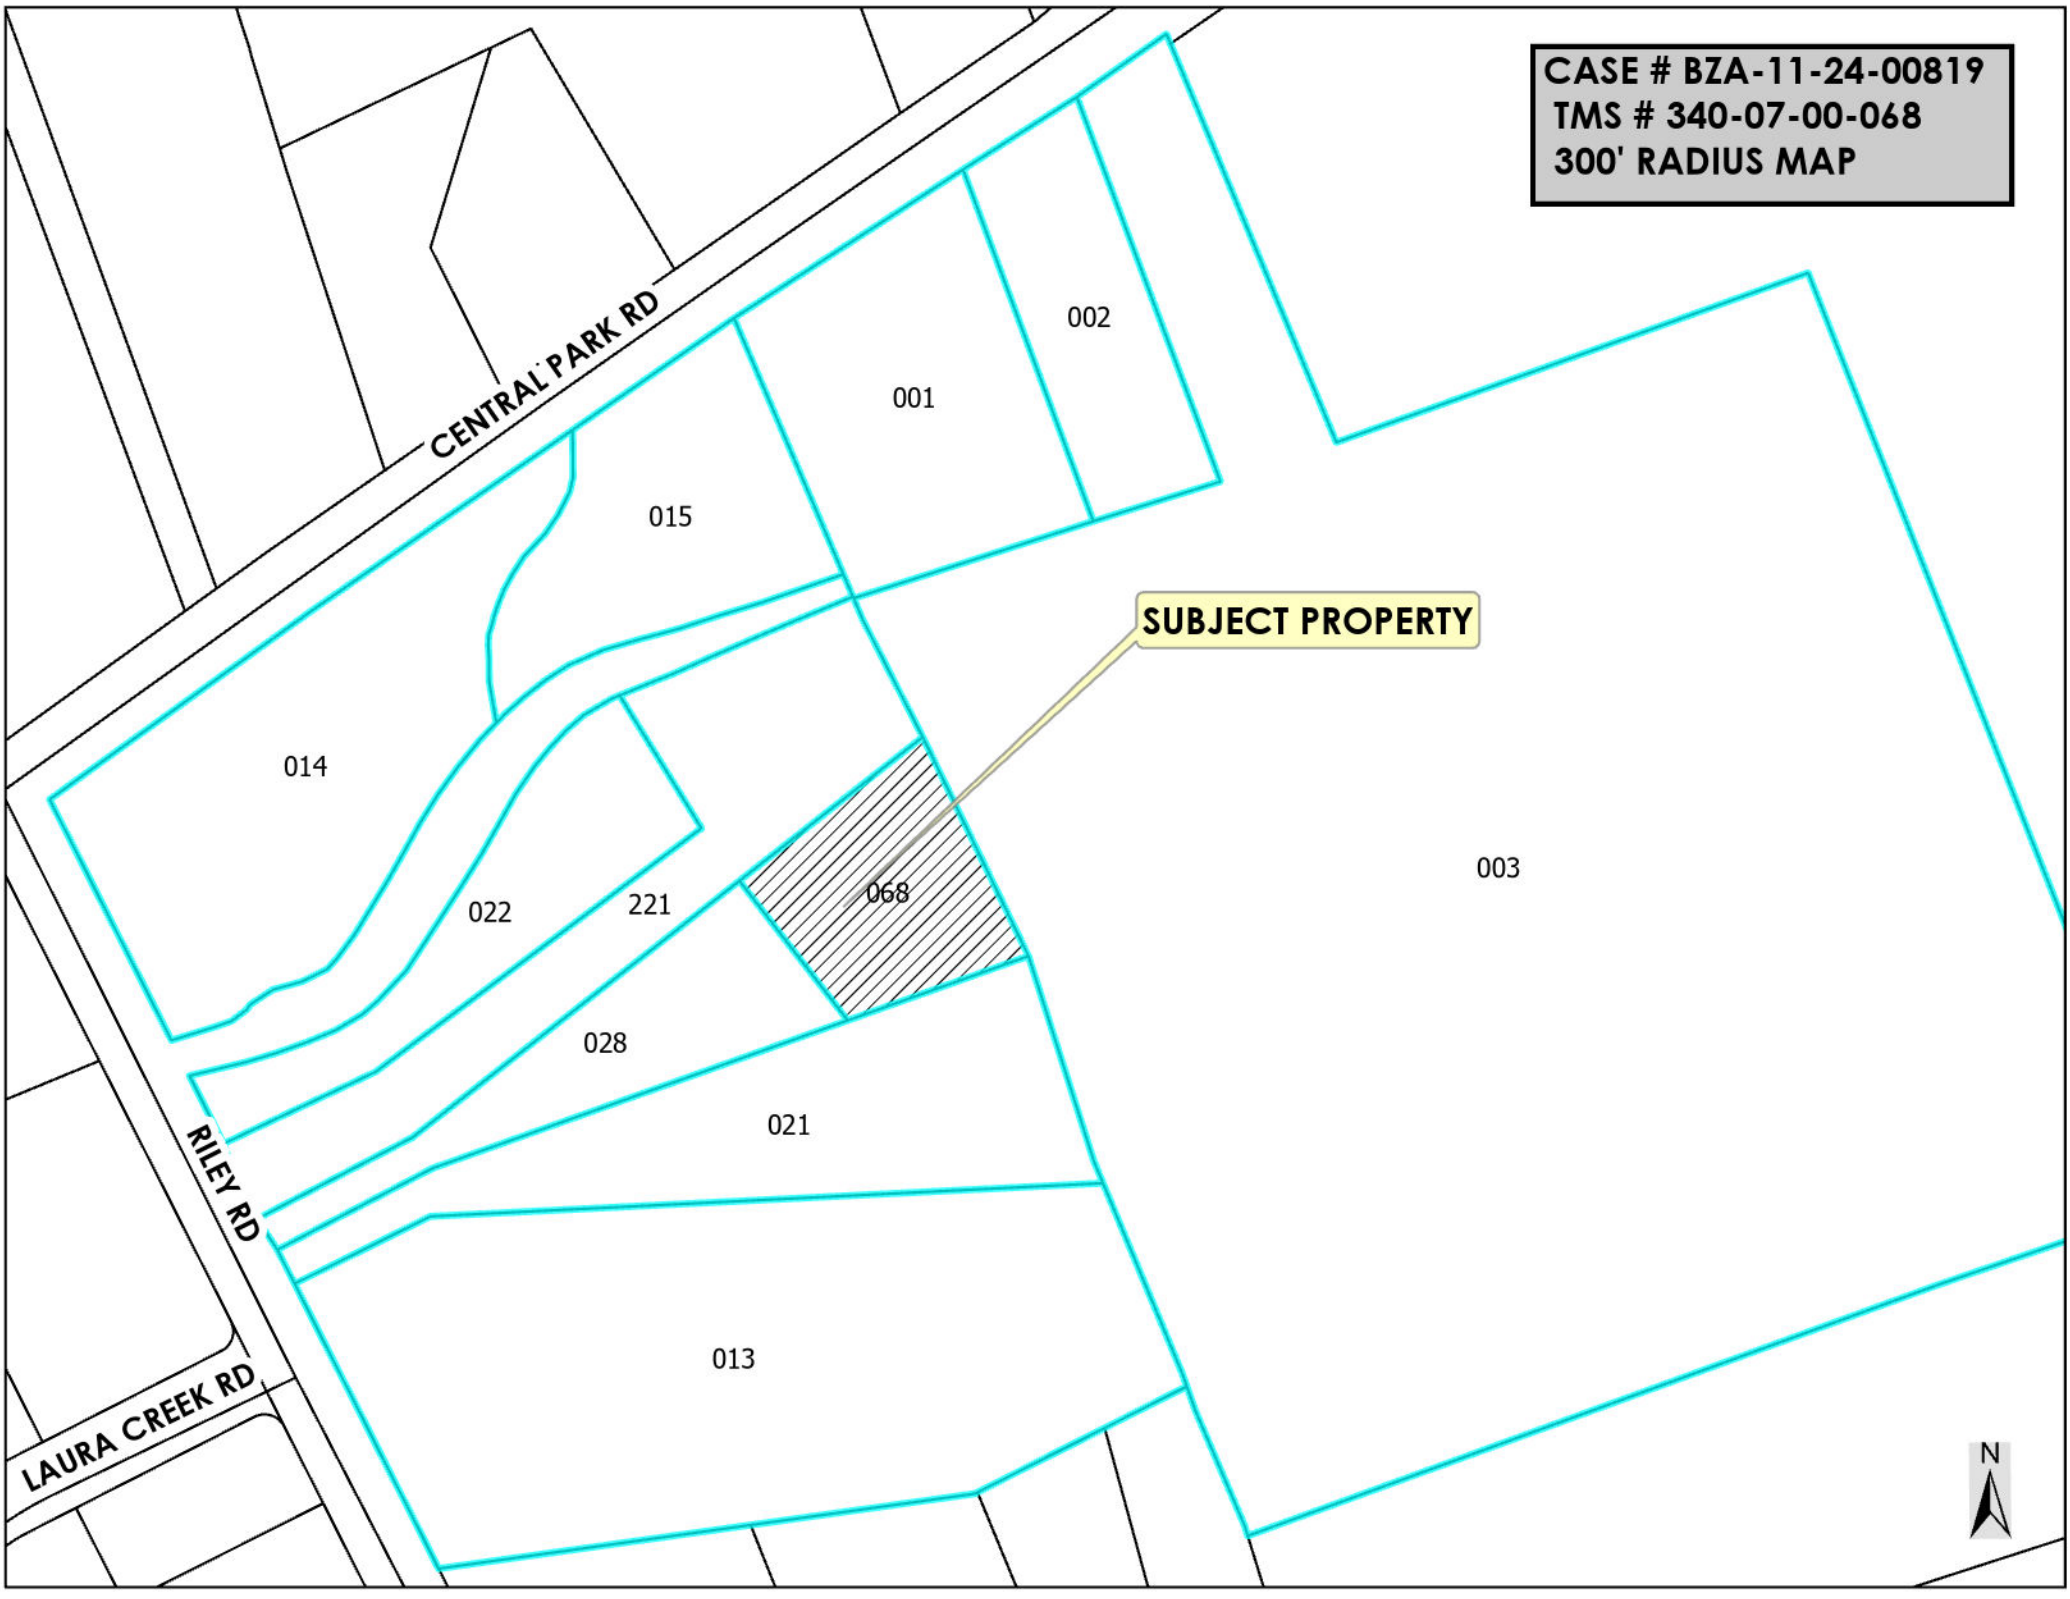 CASE # BZA-11-24-00819
TMS # 340-07-00-068
300' RADIUS MAP
CENTRAL PARK RD
002
001
015
SUBJECT PROPERTY
014
003
068
221
022
028
021
RILEY RD
013
LAURA CREEK RD
N